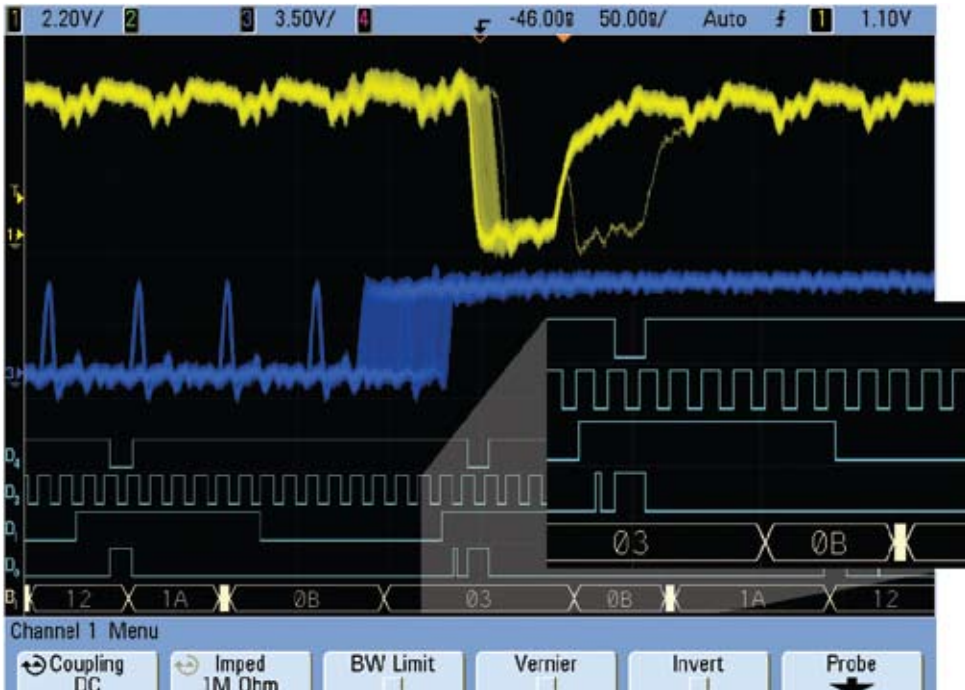 1 2.20V/ 2 3 3.50V/ 4 -46.00s 50.00s/ Auto 1 1.10V
T
1
3
D4
D3
D1
D0
03 0B
B1 12 1A 0B 03 0B 1A 12
Channel 1 Menu
Coupling Imped BW Limit Vernier Invert Probe
DC 1M Ohm